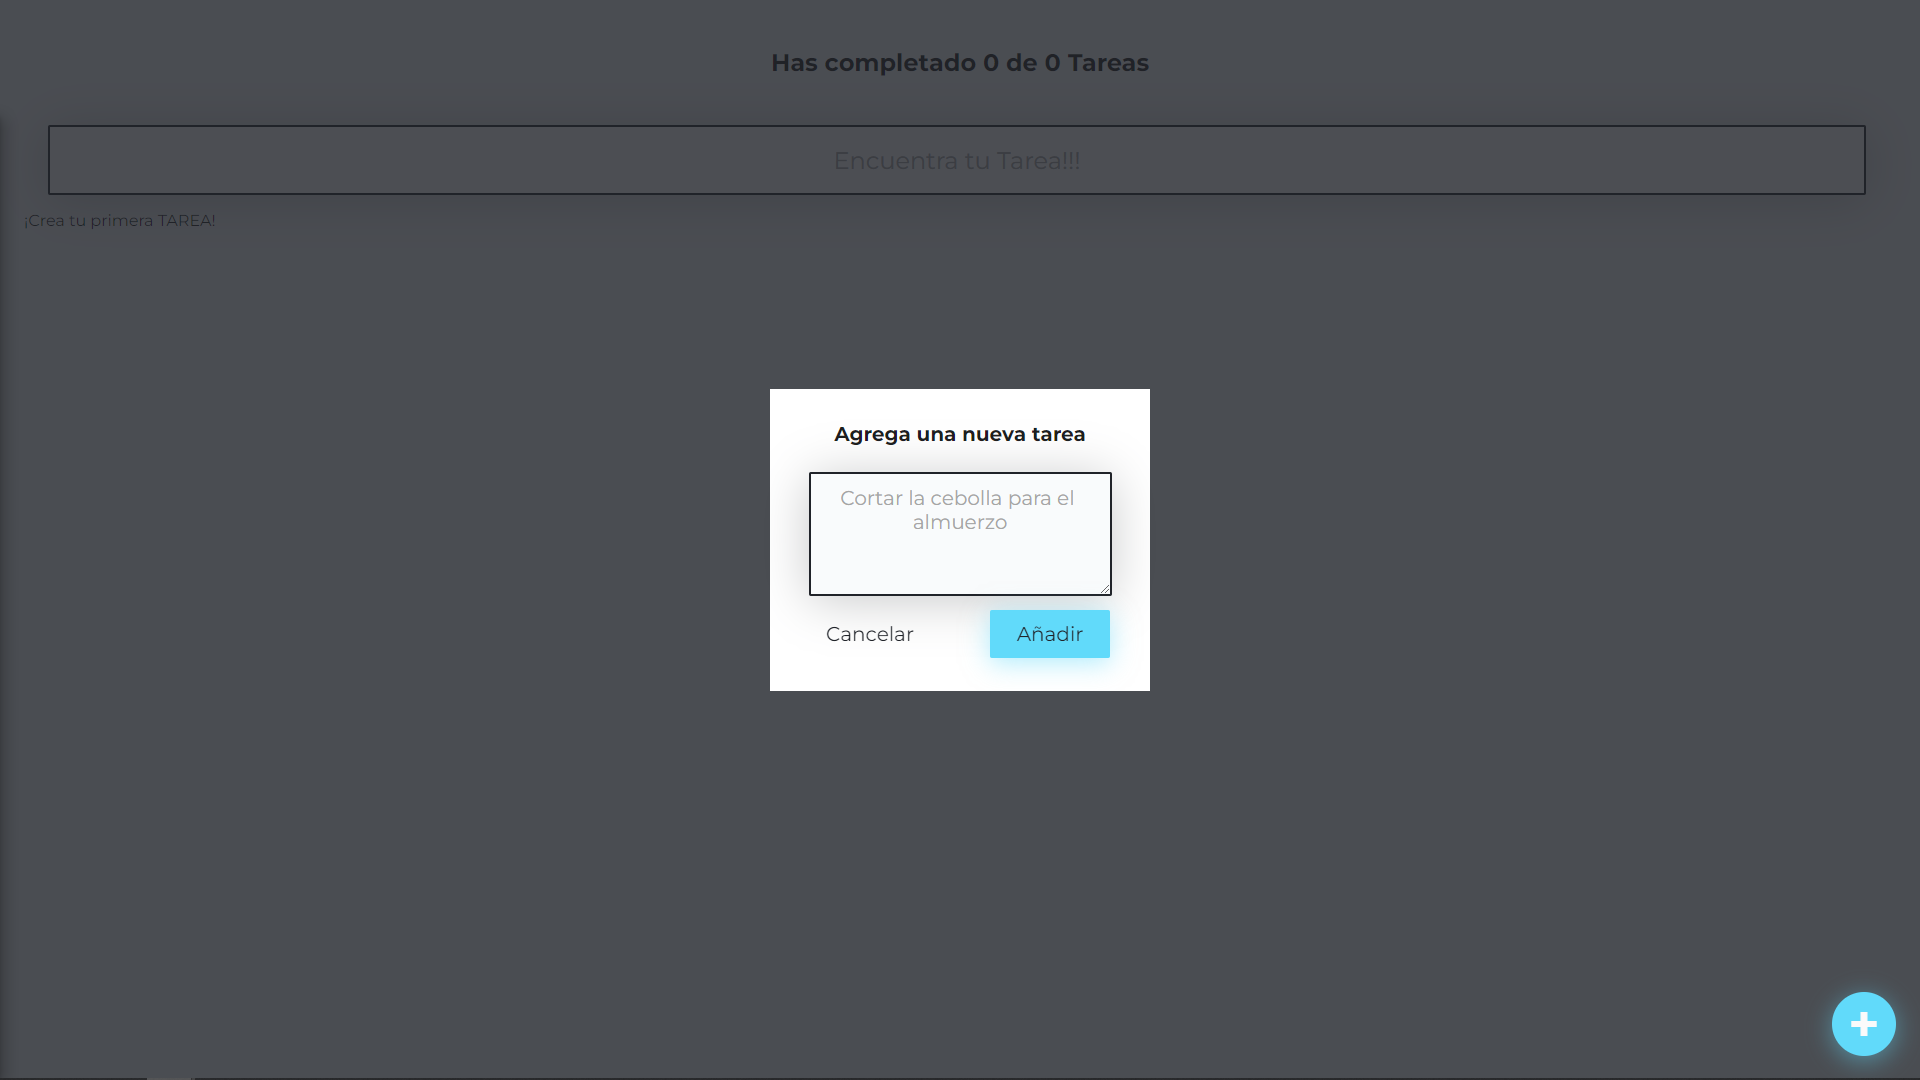 Has completado 0 de 0 Tareas
Encuentra tu Tarea!!!
¡Crea tu primera TAREA!
Agrega una nueva tarea
Cortar la cebolla para el
almuerzo
Cancelar
Añadir